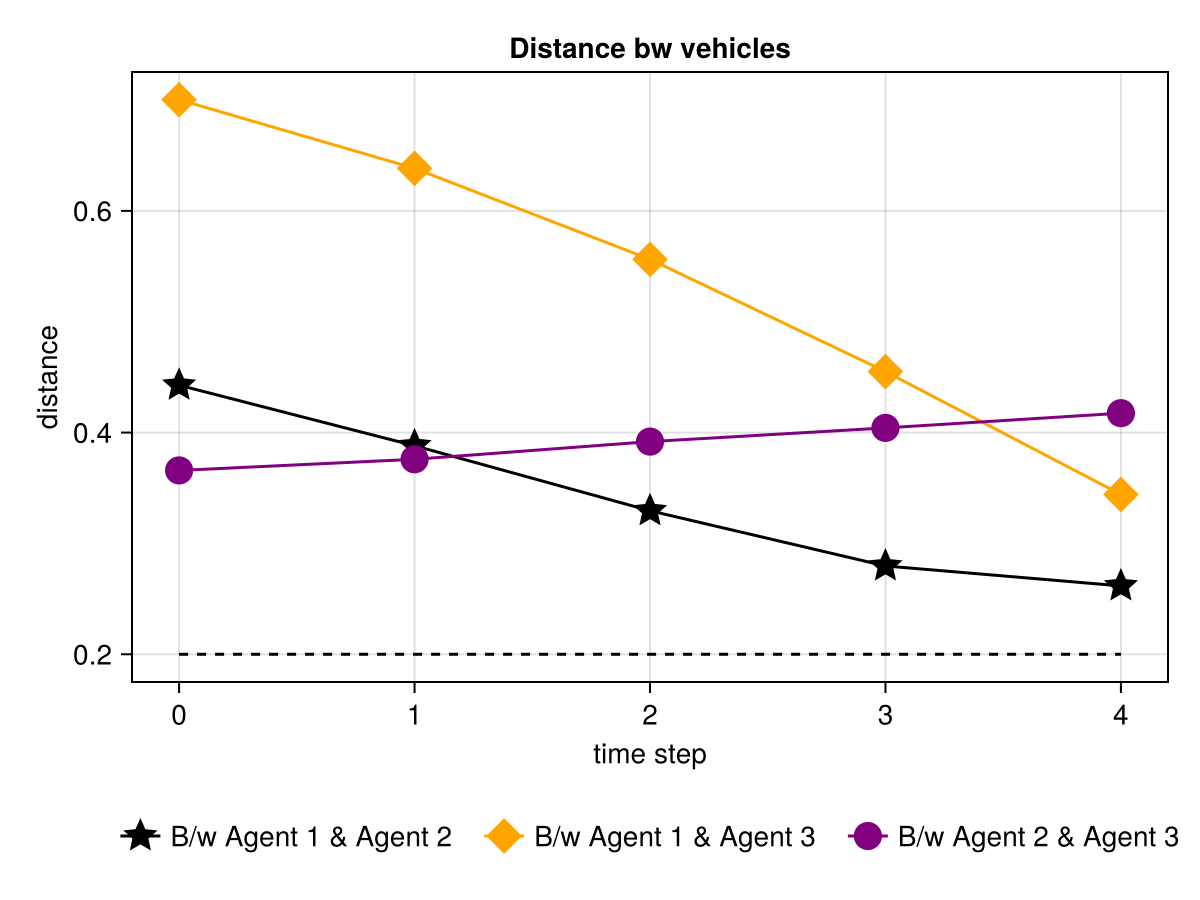 Distance bw vehicles
0.6
0.4
0.2
distance
0 1 2 3 4
time step
B/w Agent 1 & Agent 2 B/w Agent 1 & Agent 3 B/w Agent 2 & Agent 3